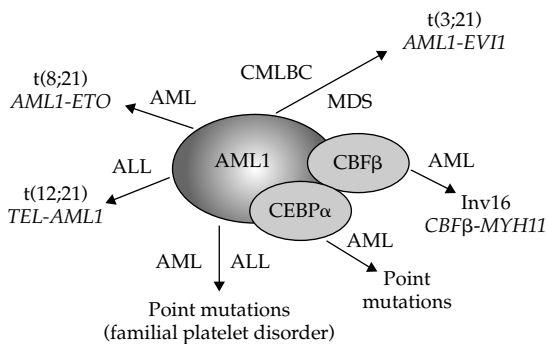 t(3;21)
AML1-EVI1
CMLBC
MDS
t(8;21)
AML1-ETO
AML
AML1
CBFβ
ALL
AML
t(12;21)
TEL-AML1
CEBPα
Inv16
CBFβ-MYH11
AML
AML ALL
Point
mutations
Point mutations
(familial platelet disorder)